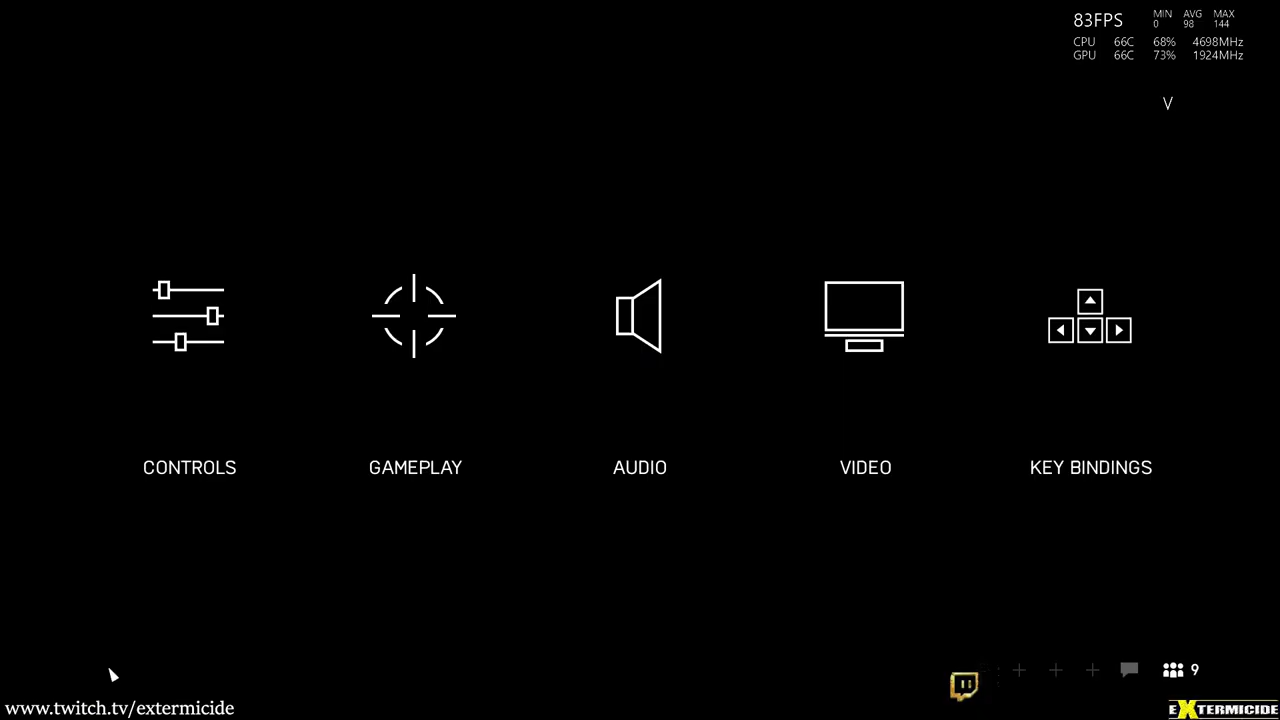 83FPS MIN AVG MAX
0 98 144
CPU 66C 68% 4698MHz
GPU 66C 73% 1924MHz
V
CONTROLS GAMEPLAY AUDIO VIDEO KEY BINDINGS
9
www.twitch.tv/extermicide
EXTERMICIDE